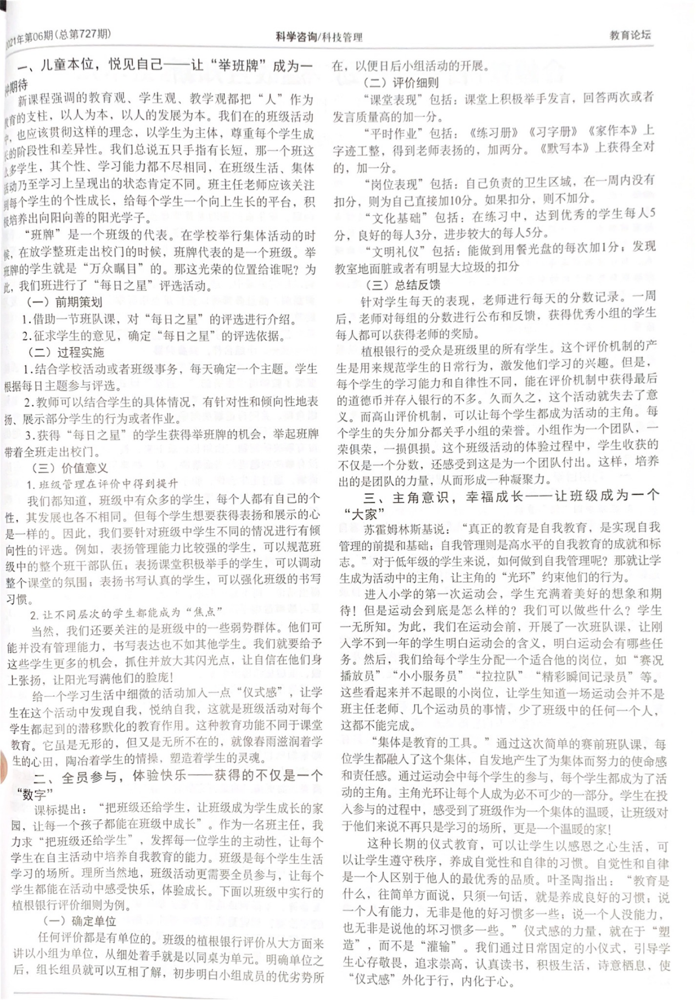 2021年第06期(总第727期)
科学咨询/科技管理
教育论坛
一、儿童本位，悦见自己——让“举班牌”成为一
种期待
新课程强调的教育观、学生观、教学观都把“人”作为
教育的支柱，以人为本，以人的发展为本。我们在的班级活动
中，也应该贯彻这样的理念，以学生为主体，尊重每个学生成
长的阶段性和差异性。我们总说五只手指有长短，那一个班这
么多学生，其个性、学习能力都不尽相同，在班级生活、集体
活动乃至学习上呈现出的状态肯定不同。班主任老师应该关注
到每个学生的个性成长，给每个学生一个向上生长的平台，积
极培养出向阳向善的阳光学子。
“班牌”是一个班级的代表。在学校举行集体活动的时
候，在放学整班走出校门的时候，班牌代表的是一个班级。举
班牌的学生就是“万众瞩目”的。那这光荣的位置给谁呢？为
此，我们班进行了“每日之星”评选活动。
（一）前期策划
1.借助一节班队课，对“每日之星”的评选进行介绍。
2.征求学生的意见，确定“每日之星”的评选依据。
（二）过程实施
1.结合学校活动或者班级事务，每天确定一个主题。学生
根据每日主题参与评选。
2.教师可以结合学生的具体情况，有针对性和倾向性地表
扬、展示部分学生的行为或者作业。
3.获得“每日之星”的学生获得举班牌的机会，举起班牌
带着全班走出校门。
（三）价值意义
1.班级管理在评价中得到提升
我们都知道，班级中有众多的学生，每个人都有自己的个
性，其发展也各不相同。但每个学生想要获得表扬和展示的心
是一样的。因此，我们要针对班级中学生不同的情况进行有倾
向性的评选。例如，表扬管理能力比较强的学生，可以规范班
级中的整个班干部队伍；表扬课堂积极举手的学生，可以调动
整个课堂的氛围；表扬书写认真的学生，可以强化班级的书写
习惯。
2.让不同层次的学生都能成为“焦点”
当然，我们还要关注的是班级中的一些弱势群体。他们可
能并没有管理能力，书写表达也不如其他学生。我们就要给予
这些学生更多的机会，抓住并放大其闪光点，让自信在他们身
上张扬，让阳光写满他们的脸庞！
给一个学习生活中细微的活动加入一点“仪式感”，让学
生在这个活动中发现自我，悦纳自我，这就是班级活动对每个
学生都起到的潜移默化的教育作用。这种教育功能不同于课堂
教育。它虽是无形的，但又是无所不在的，就像春雨滋润着学
生的心田，陶冶着学生的情操，塑造着学生的灵魂。
二、全员参与，体验快乐——获得的不仅是一个
“数字”
课标提出：“把班级还给学生，让班级成为学生成长的家
园，让每一个孩子都能在班级中成长”。作为一名班主任，我
力求“把班级还给学生”，发挥每一位学生的主动性，让每个
学生在自主活动中培养自我教育的能力。班级是每个学生生活
学习的场所。理所当然地，班级活动更需要全员参与，让每个
学生都能在活动中感受快乐，体验成长。下面以班级中实行的
植根银行评价细则为例。
（一）确定单位
任何评价都是有单位的。班级的植根银行评价从大方面来
讲以小组为单位，从细处着手就是以同桌为单元。明确单位之
后，组长组员就可以互相了解，初步明白小组成员的优劣势所
在，以便日后小组活动的开展。
（二）评价细则
“课堂表现”包括：课堂上积极举手发言，回答两次或者
发言质量高的加一分。
“平时作业”包括：《练习册》《习字册》《家作本》上
字迹工整，得到老师表扬的，加两分。《默写本》上获得全对
的，加一分。
“岗位表现”包括：自己负责的卫生区域，在一周内没有
扣分，则为自己直接加10分。如果扣分，则不加分。
“文化基础”包括：在练习中，达到优秀的学生每人5
分，良好的每人3分，进步较大的每人5分。
“文明礼仪”包括：能做到用餐光盘的每次加1分；发现
教室地面脏或者有明显大垃圾的扣分
（三）总结反馈
针对学生每天的表现，老师进行每天的分数记录。一周
后，老师对每组的分数进行公布和反馈，获得优秀小组的学生
每人都可以获得老师的奖励。
植根银行的受众是班级里的所有学生。这个评价机制的产
生是用来规范学生的日常行为，激发他们学习的兴趣。但是，
每个学生的学习能力和自律性不同，能在评价机制中获得最后
的道德币并存入银行的不多。久而久之，这个活动就失去了意
义。而高山评价机制，可以让每个学生都成为活动的主角。每
个学生的失分加分都关乎小组的荣誉。小组作为一个团队，一
荣俱荣，一损俱损。这个班级活动的体验过程中，学生收获的
不仅是一个分数，还感受到这是为一个团队付出。这样，培养
出的是团队的力量，从而形成一种凝聚力。
三、主角意识，幸福成长——让班级成为一个
“大家”
苏霍姆林斯基说：“真正的教育是自我教育，是实现自我
管理的前提和基础；自我管理则是高水平的自我教育的成就和标
志。”对于低年级的学生来说，如何做到自我管理呢？那就让学
生成为活动中的主角，让主角的“光环”约束他们的行为。
进入小学的第一次运动会，学生充满着美好的想象和期
待！但是运动会到底是怎么样的？我们可以做些什么？学生
一无所知。为此，我们在运动会前，开展了一次班队课，让刚
入学不到一年的学生明白运动会的含义，明白运动会有哪些任
务。然后，我们给每个学生分配一个适合他的岗位，如“赛况
播放员”“小小服务员”“拉拉队”“精彩瞬间记录员”等。
这些看起来并不起眼的小岗位，让学生知道一场运动会并不是
班主任老师、几个运动员的事情，少了班级中的任何一个人，
这都不能完成。
“集体是教育的工具。”通过这次简单的赛前班队课，每
位学生都融入了这个集体，自发地产生了为集体而努力的使命感
和责任感。通过运动会中每个学生的参与，每个学生都成为了活
动的主角。主角光环让每个人成为必不可少的一部分。学生在投
入参与的过程中，感受到了班级作为一个集体的温暖，让班级对
于他们来说不再只是学习的场所，更是一个温暖的家！
这种长期的仪式教育，可以让学生以感恩之心生活，可
以让学生遵守秩序，养成自觉性和自律的习惯。自觉性和自律
是一个人区别于他人的最优秀的品质。叶圣陶指出：“教育是
什么，往简单方面说，只须一句话，就是养成良好的习惯；说
一个人有能力，无非是他的好习惯多一些；说一个人没能力，
也无非是说他的坏习惯多一些。”仪式感的力量，就在于“塑
造”，而不是“灌输”。我们通过日常固定的小仪式，引导学
生心存敬畏，追求崇高，认真读书，积极生活，诗意栖息，使
“仪式感”外化于行，内化于心。